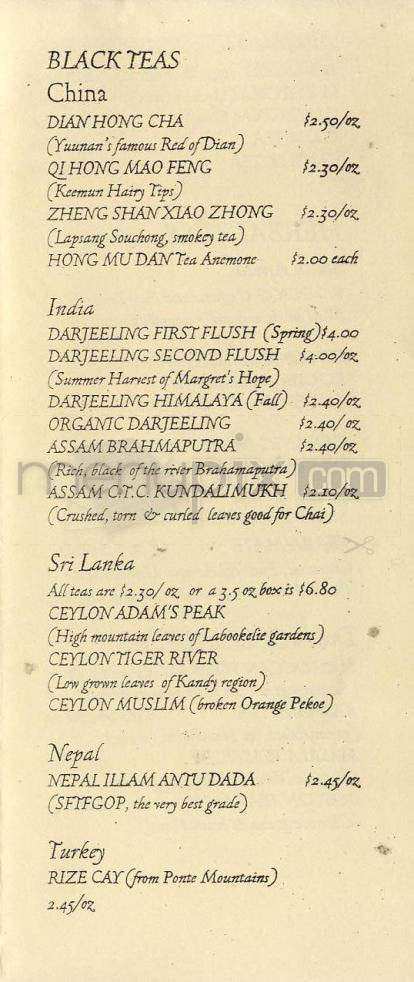 BLACK TEAS
China
DIAN HONG CHA $2.50/oz
(Yuunan's famous Red of Dian)
QI HONG MAO FENG $2.30/oz
(Keemun Hairy Tips)
ZHENG SHAN XIAO ZHONG $2.30/oz
(Lapsang Souchong, smokey tea)
HONG MU DAN Tea Anemone $2.00 each
India
DARJEELING FIRST FLUSH (Spring) $4.00
DARJEELING SECOND FLUSH $4.00/oz
(Summer Harvest of Margret's Hope)
DARJEELING HIMALAYA (Fall) $2.40/oz
ORGANIC DARJEELING $2.40/oz
ASSAM BRAHMAPUTRA $2.40/oz
(Rich, black of the river Brahamaputra)
ASSAM C.T.C. KUNDALIMUKH $2.10/oz
(Crushed, torn & curled leaves good for Chai)
Sri Lanka
All teas are $2.30/oz or a 3.5 oz box is $6.80
CEYLON ADAM'S PEAK
(High mountain leaves of Labookelie gardens)
CEYLON TIGER RIVER
(Low grown leaves of Kandy region)
CEYLON MUSLIM (broken Orange Pekoe)
Nepal
NEPAL ILLAM ANTU DADA $2.45/oz
(SFTFGOP, the very best grade)
Turkey
RIZE CAY (from Ponte Mountains)
2.45/oz